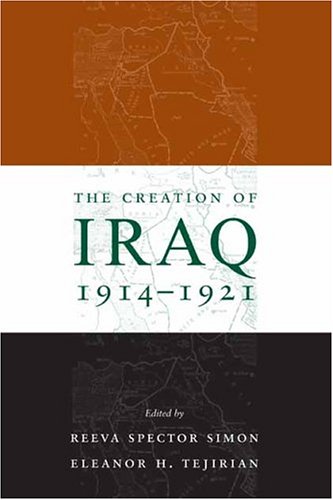 THE CREATION OF
IRAQ
1914–1921
Edited by
REEVA SPECTOR SIMON
ELEANOR H. TEJIRIAN